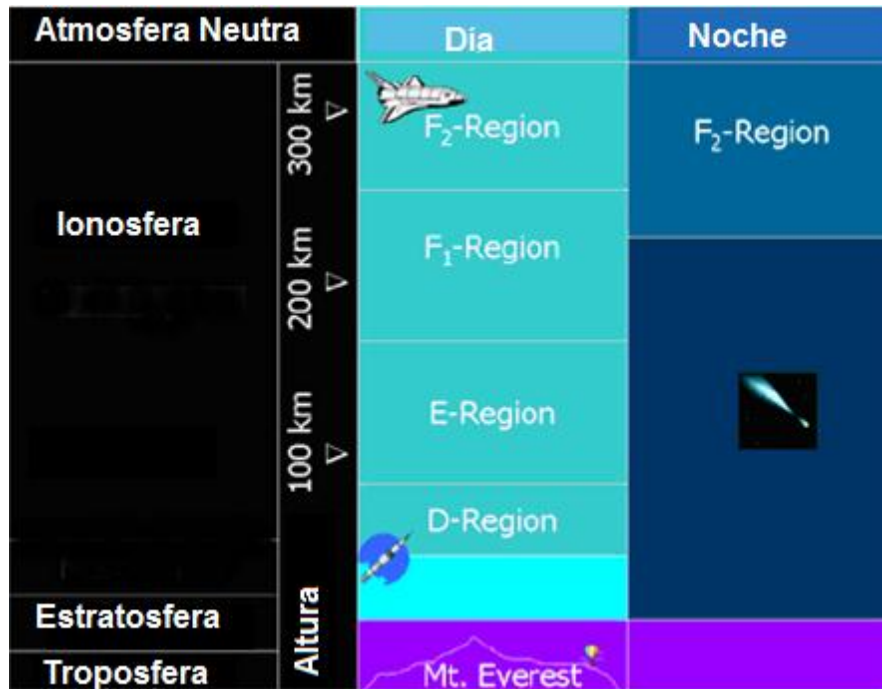 Atmosfera Neutra
Día
Noche
300 km
F₂-Region
F₂-Region
Ionosfera
200 km
F₁-Region
100 km
E-Region
D-Region
Altura
Estratosfera
Troposfera
Mt. Everest